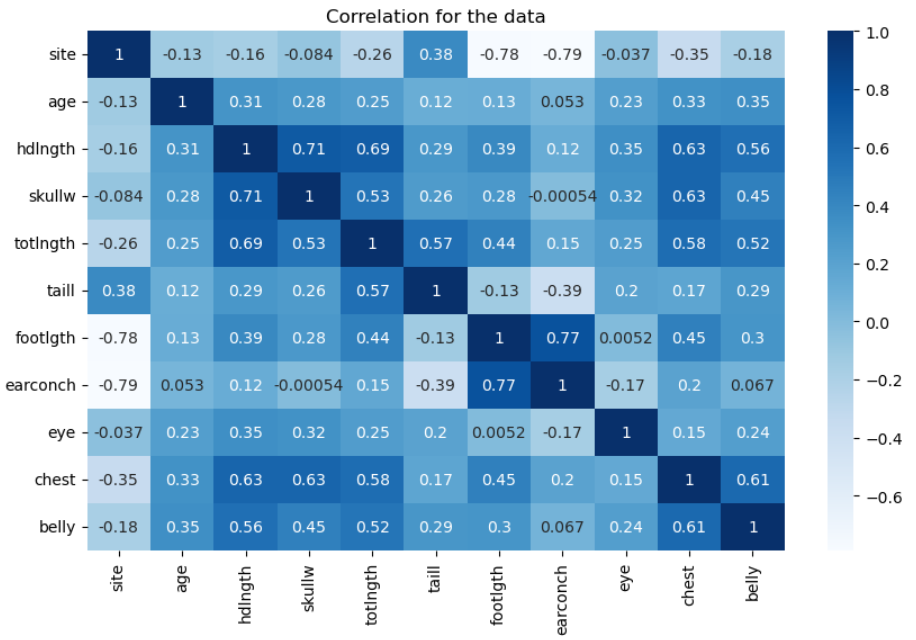 Correlation for the data
site 1 -0.13 -0.16 -0.084 -0.26 0.38 -0.78 -0.79 -0.037 -0.35 -0.18
age -0.13 1 0.31 0.28 0.25 0.12 0.13 0.053 0.23 0.33 0.35
hdlngth -0.16 0.31 1 0.71 0.69 0.29 0.39 0.12 0.35 0.63 0.56
skullw -0.084 0.28 0.71 1 0.53 0.26 0.28 -0.00054 0.32 0.63 0.45
totlngth -0.26 0.25 0.69 0.53 1 0.57 0.44 0.15 0.25 0.58 0.52
taill 0.38 0.12 0.29 0.26 0.57 1 -0.13 -0.39 0.2 0.17 0.29
footlgth -0.78 0.13 0.39 0.28 0.44 -0.13 1 0.77 0.0052 0.45 0.3
earconch -0.79 0.053 0.12 -0.00054 0.15 -0.39 0.77 1 -0.17 0.2 0.067
eye -0.037 0.23 0.35 0.32 0.25 0.2 0.0052 -0.17 1 0.15 0.24
chest -0.35 0.33 0.63 0.63 0.58 0.17 0.45 0.2 0.15 1 0.61
belly -0.18 0.35 0.56 0.45 0.52 0.29 0.3 0.067 0.24 0.61 1
site age hdlngth skullw totlngth taill footlgth earconch eye chest belly
1.0
0.8
0.6
0.4
0.2
0.0
−0.2
−0.4
−0.6